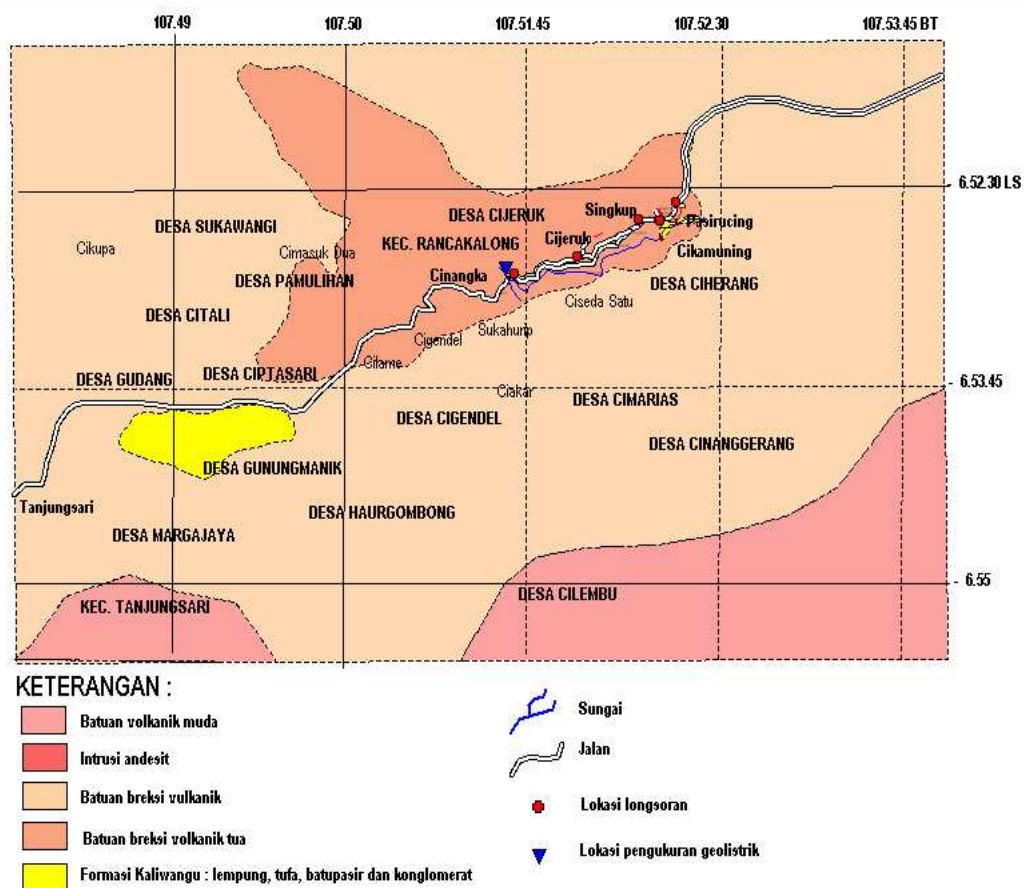 107.49 107.50 107.51.45 107.52.30 107.53.45 BT
6.52.30 LS
DESA CIJERUK
Singkup
DESA SUKAWANGI
Pasirucing
Cikupa
Cimasuk Dua
KEC. RANCAKALONG
Cijeruk
Cikamuning
Cinangka
DESA PAMULIHAN
DESA CIHERANG
Ciseda Satu
DESA CITALI
Sukahurip
Cigendel
Cilame
DESA GUDANG
DESA CIPTASARI
6.53.45
Ciakar
DESA CIMARIAS
DESA CIGENDEL
DESA CINANGGERANG
DESA GUNUNGMANIK
Tanjungsari
DESA HAURGOMBONG
DESA MARGAJAYA
6.55
DESA CILEMBU
KEC. TANJUNGSARI
KETERANGAN :
Batuan volkanik muda
Intrusi andesit
Batuan breksi vulkanik
Batuan breksi volkanik tua
Formasi Kaliwangu : lempung, tufa, batupasir dan konglomerat
Sungai
Jalan
Lokasi longsoran
Lokasi pengukuran geolistrik